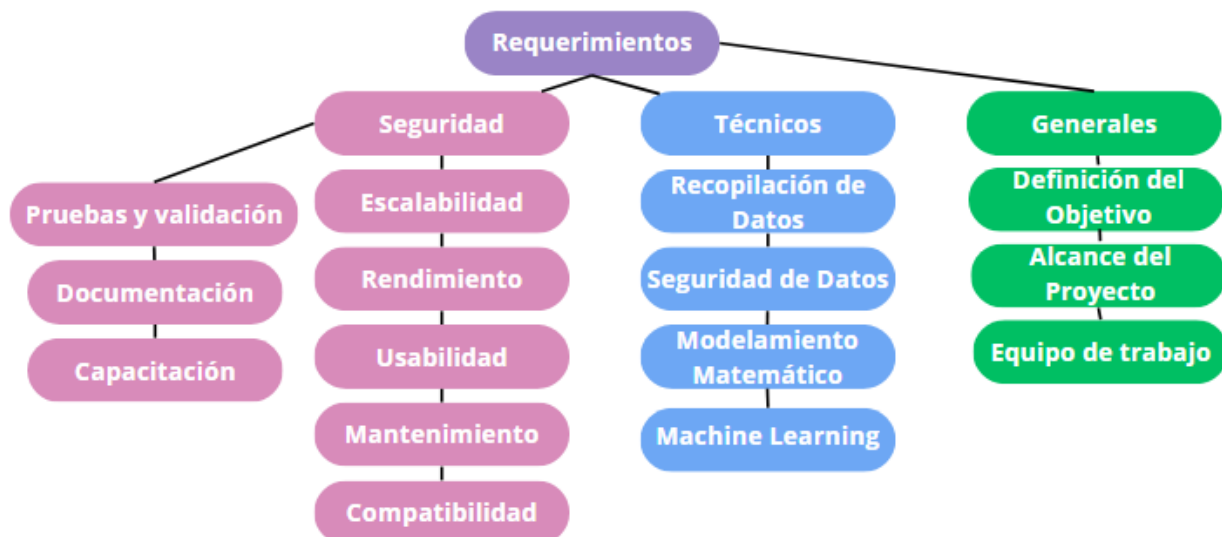 Requerimientos
Seguridad
Técnicos
Generales
Pruebas y validación
Documentación
Capacitación
Escalabilidad
Rendimiento
Usabilidad
Mantenimiento
Compatibilidad
Recopilación de
Datos
Seguridad de Datos
Modelamiento
Matemático
Machine Learning
Definición del
Objetivo
Alcance del
Proyecto
Equipo de trabajo